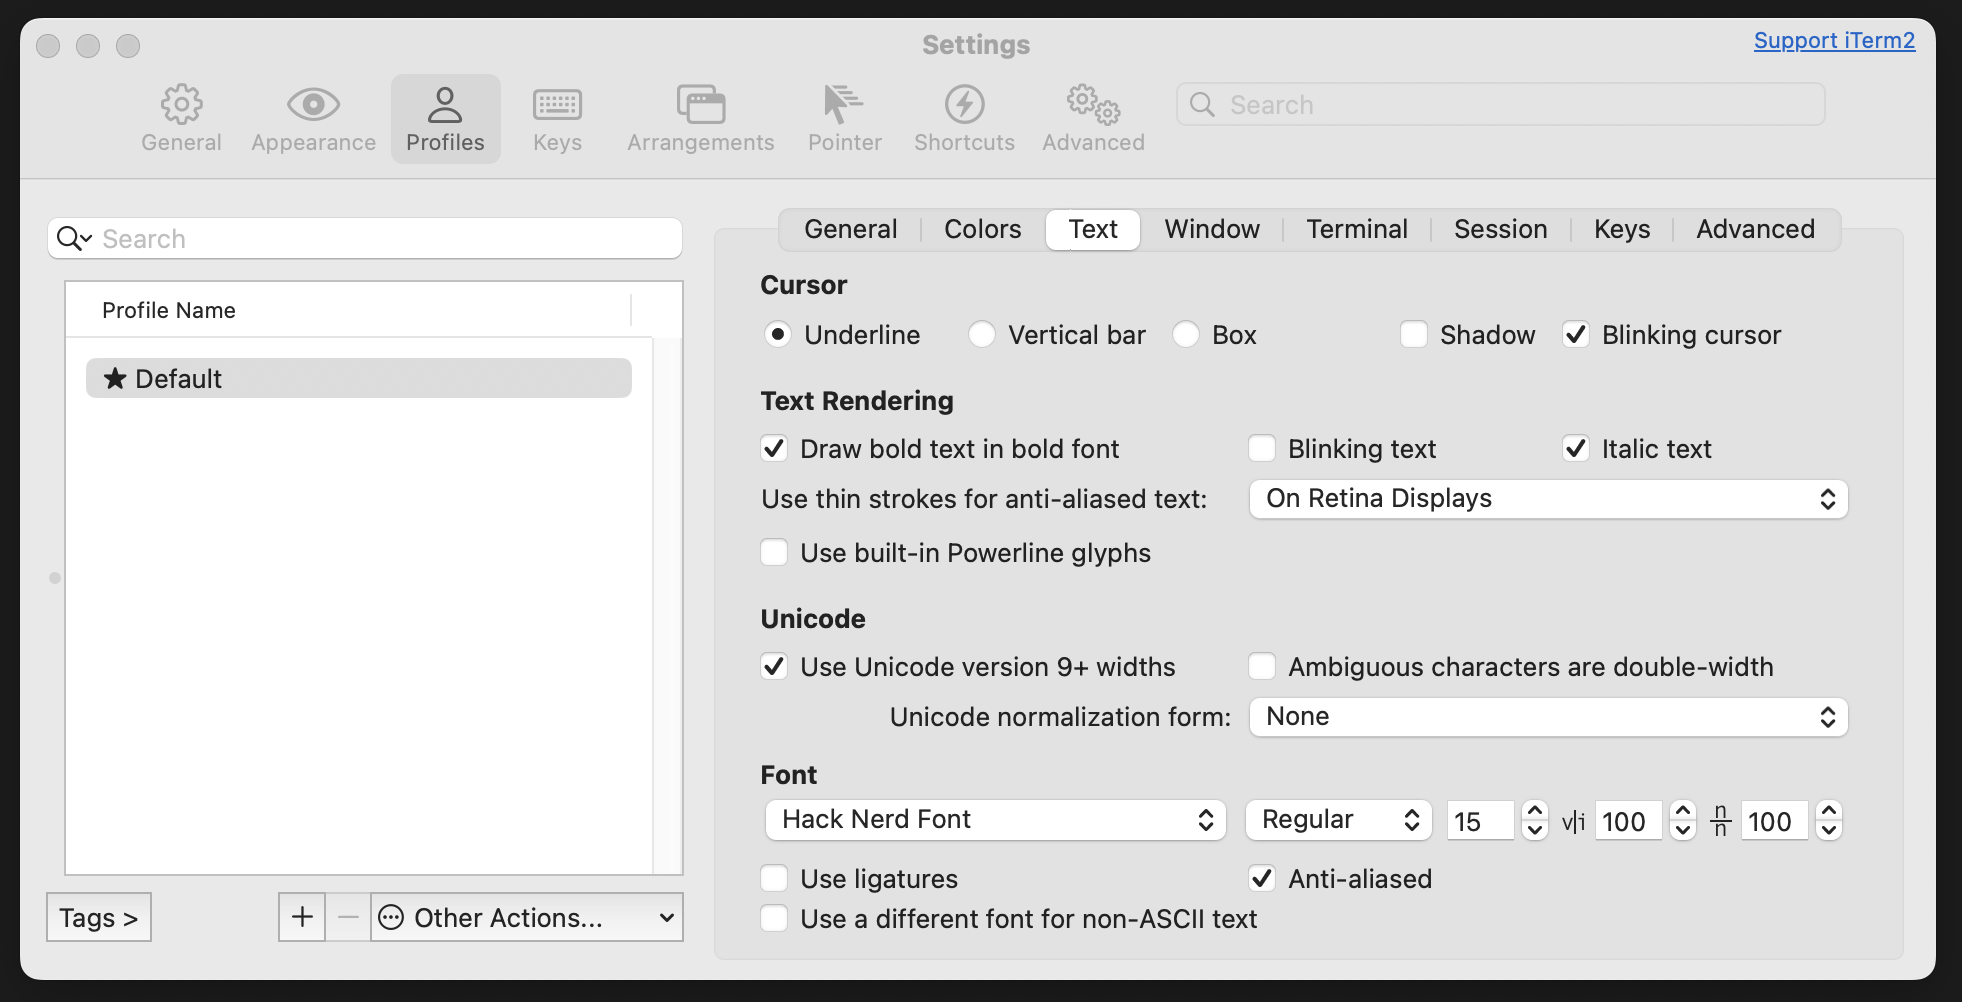 Settings
Support iTerm2
General Appearance Profiles Keys Arrangements Pointer Shortcuts Advanced
Search
Search
Profile Name
★ Default
Tags >
+ − Other Actions...
General Colors Text Window Terminal Session Keys Advanced
Cursor
Underline Vertical bar Box Shadow Blinking cursor
Text Rendering
Draw bold text in bold font Blinking text Italic text
Use thin strokes for anti-aliased text: On Retina Displays
Use built-in Powerline glyphs
Unicode
Use Unicode version 9+ widths Ambiguous characters are double-width
Unicode normalization form: None
Font
Hack Nerd Font Regular 15 v|i 100 n/n 100
Use ligatures Anti-aliased
Use a different font for non-ASCII text